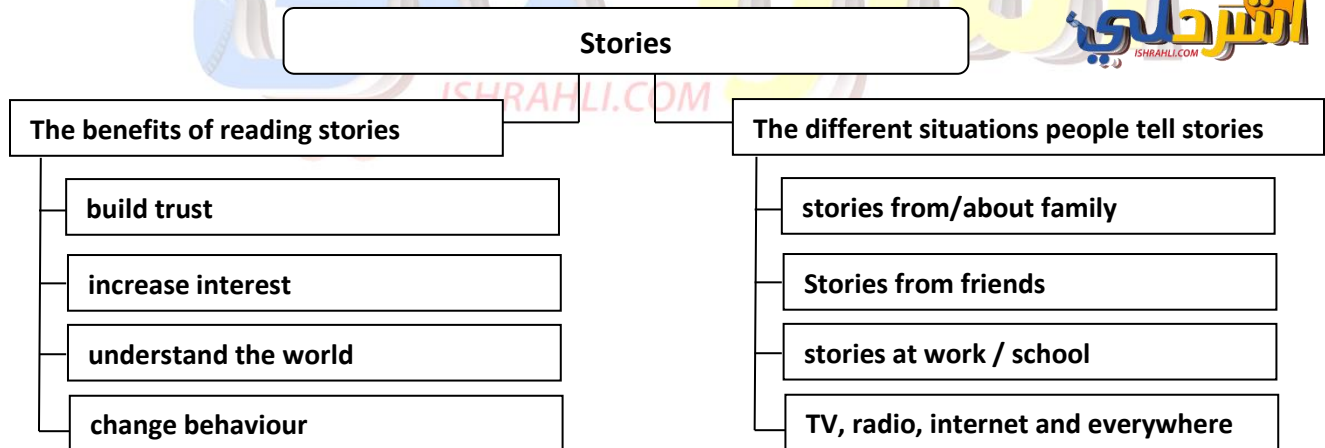 Stories
اشرحلي
ISHRAHLI.COM
ISHRAHLI.COM
The benefits of reading stories
build trust
increase interest
understand the world
change behaviour
The different situations people tell stories
stories from/about family
Stories from friends
stories at work / school
TV, radio, internet and everywhere